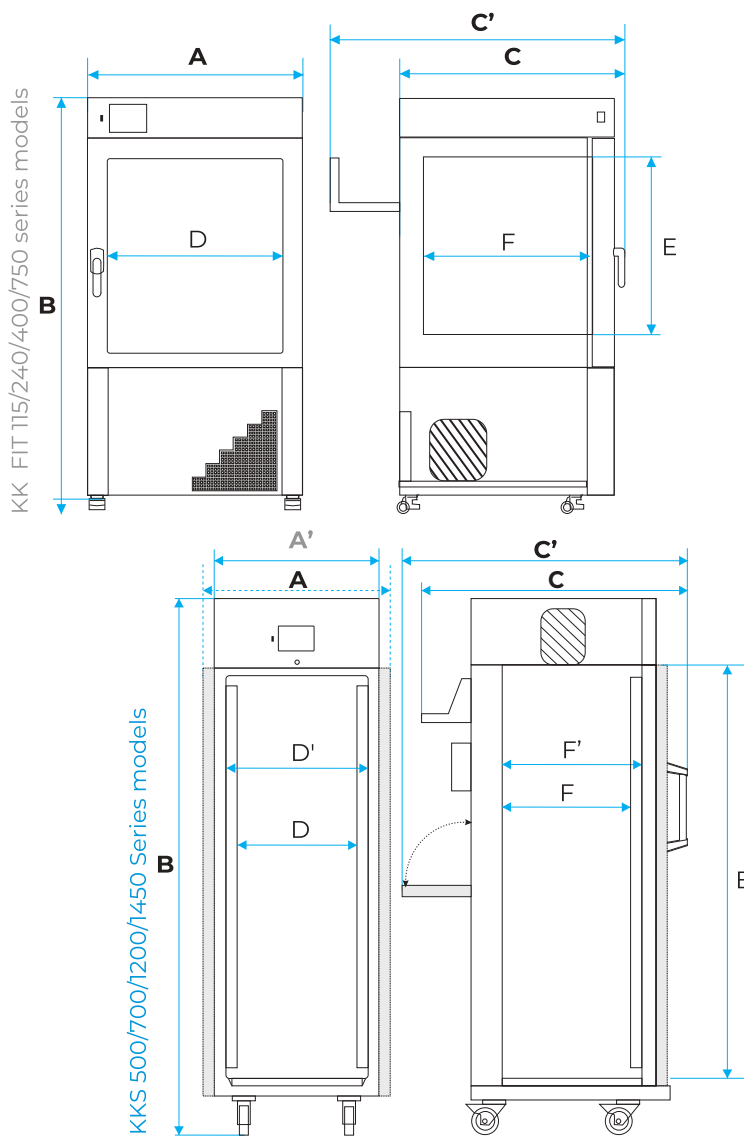 C’
A
C
KK FIT 115/240/400/750 series models
D
F
E
B
A’
C’
A
C
KKS 500/700/1200/1450 Series models
D'
F’
D
F
B
E